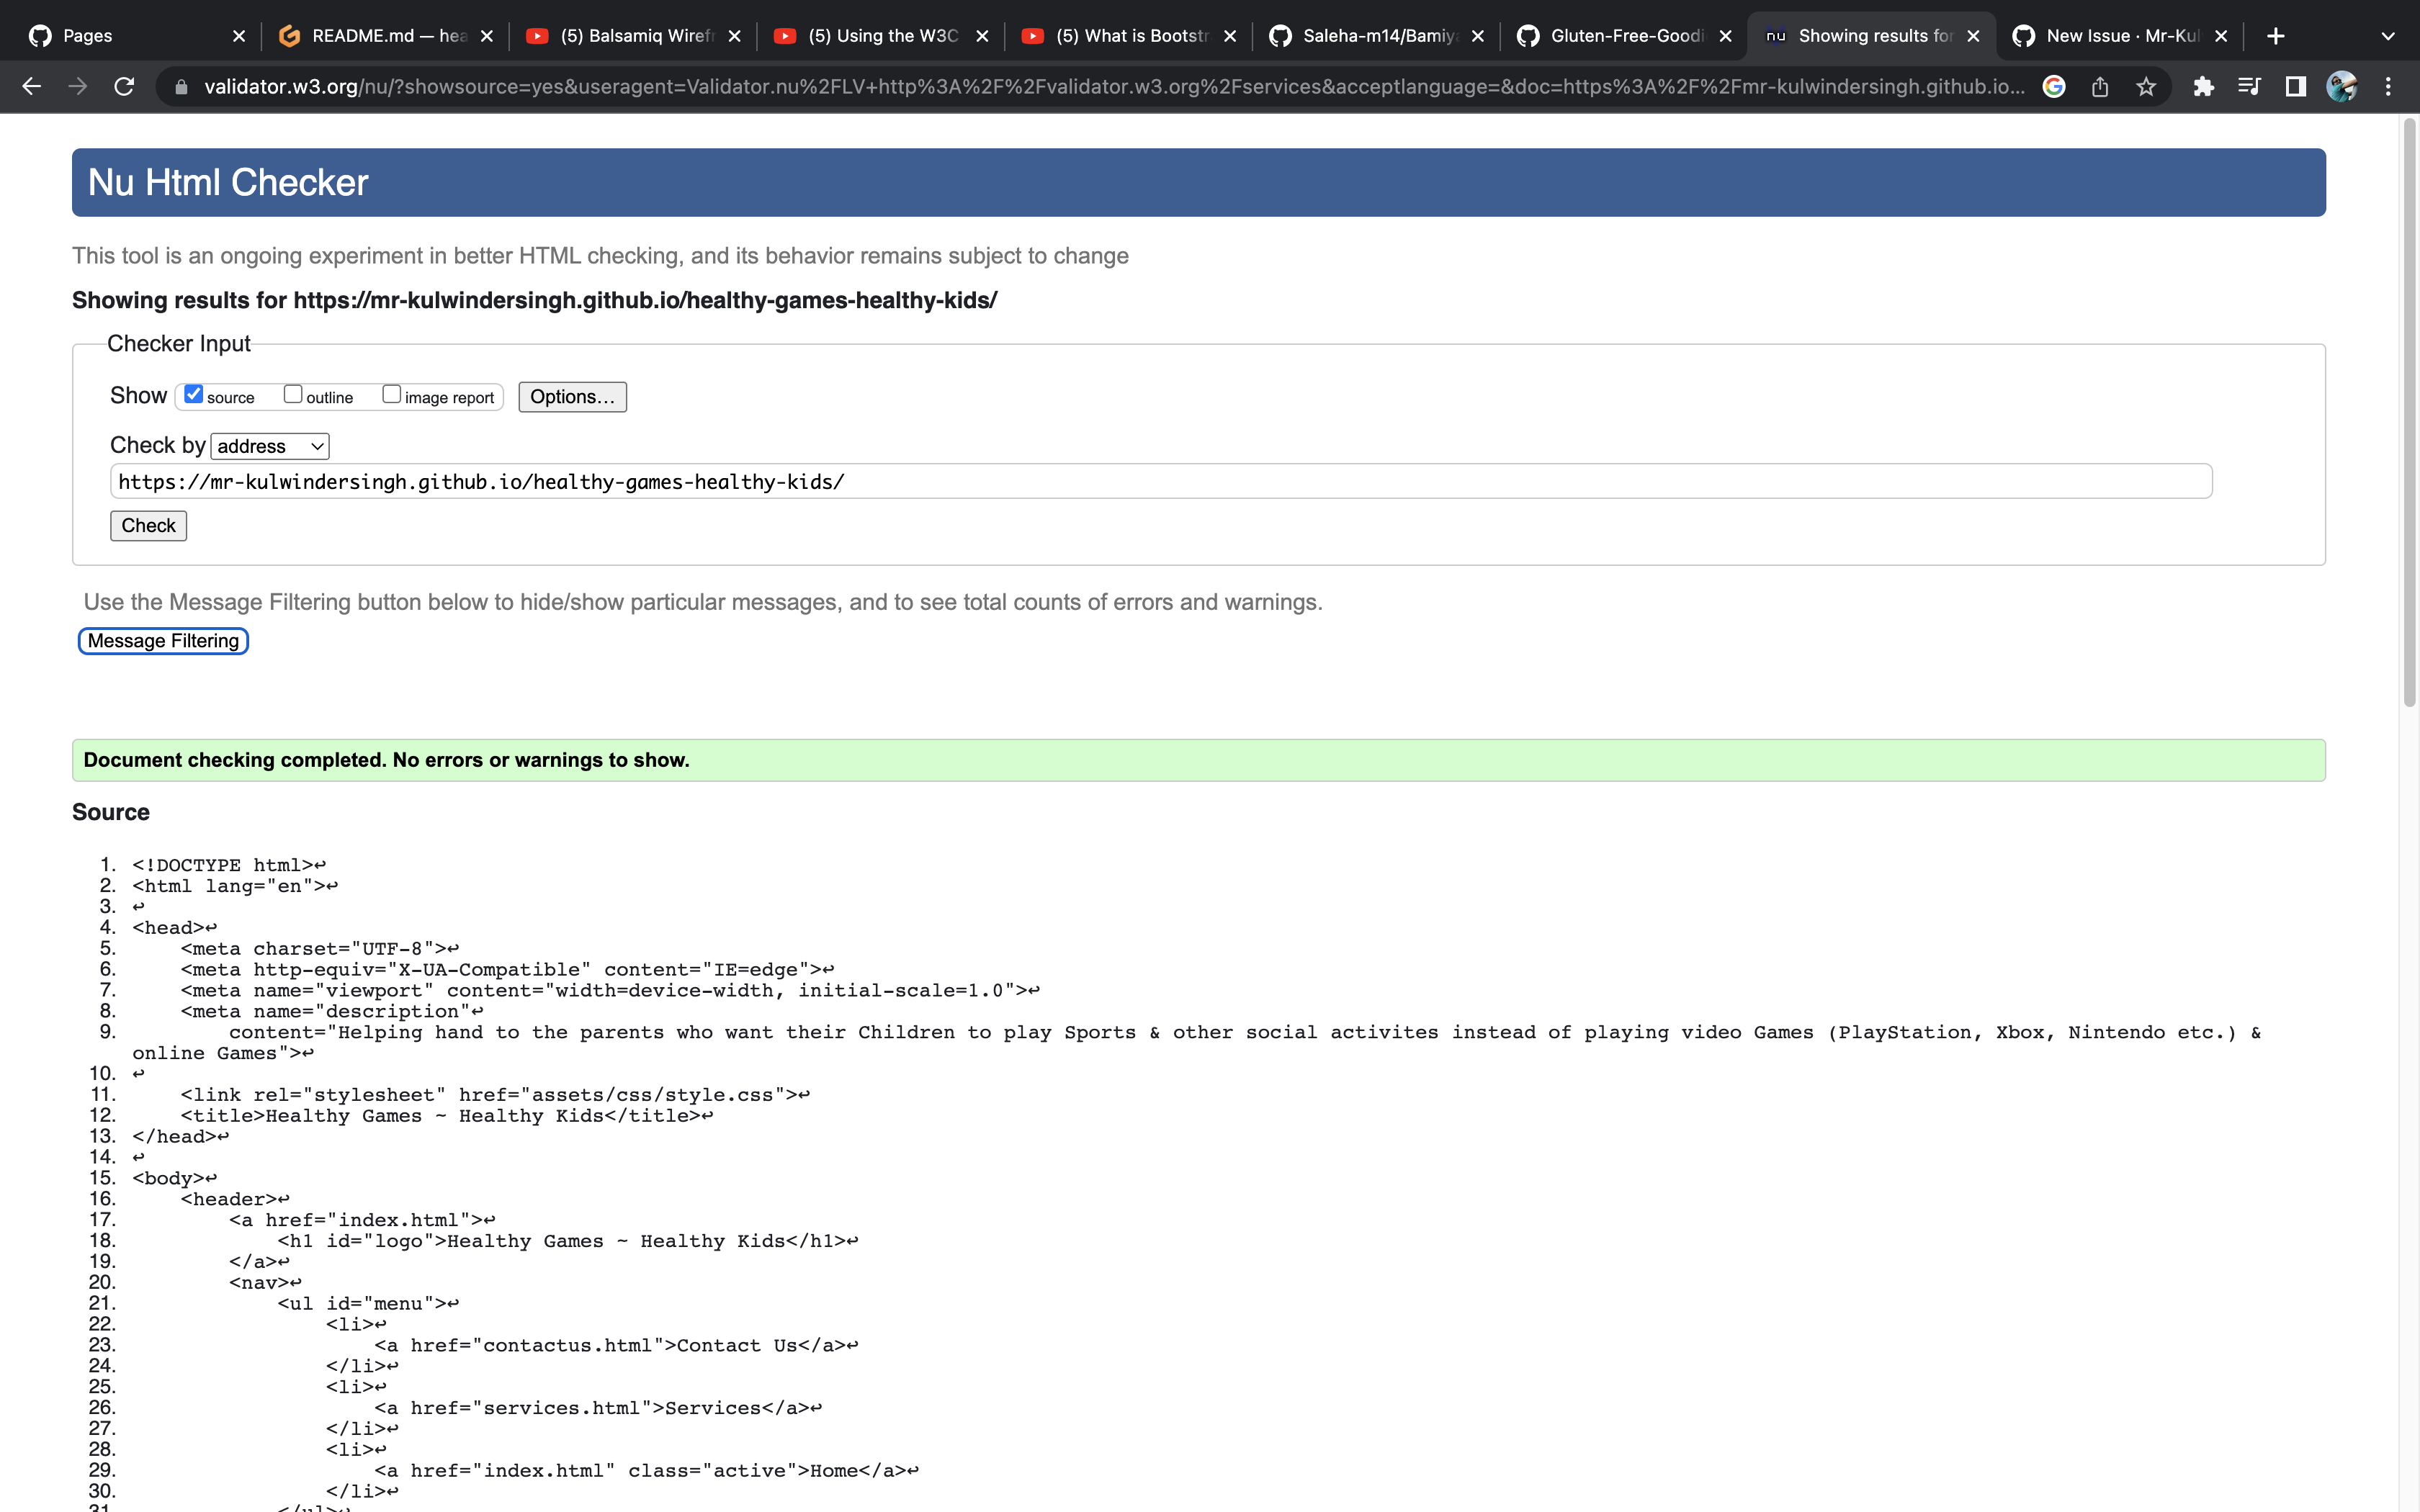 Pages
README.md — hea
(5) Balsamiq Wirefr
(5) Using the W3C
(5) What is Bootstr
Saleha-m14/Bamiya
Gluten-Free-Goodi
nu Showing results for
New Issue · Mr-Kul
validator.w3.org/nu/?showsource=yes&useragent=Validator.nu%2FLV+http%3A%2F%2Fvalidator.w3.org%2Fservices&acceptlanguage=&doc=https%3A%2F%2Fmr-kulwindersingh.github.io...
Nu Html Checker
This tool is an ongoing experiment in better HTML checking, and its behavior remains subject to change
Showing results for https://mr-kulwindersingh.github.io/healthy-games-healthy-kids/
Checker Input
Show source outline image report Options...
Check by address
https://mr-kulwindersingh.github.io/healthy-games-healthy-kids/
Check
Use the Message Filtering button below to hide/show particular messages, and to see total counts of errors and warnings.
Message Filtering
Document checking completed. No errors or warnings to show.
Source
1. <!DOCTYPE html>↩
2. <html lang="en">↩
3. ↩
4. <head>↩
5. <meta charset="UTF-8">↩
6. <meta http-equiv="X-UA-Compatible" content="IE=edge">↩
7. <meta name="viewport" content="width=device-width, initial-scale=1.0">↩
8. <meta name="description"↩
9. content="Helping hand to the parents who want their Children to play Sports & other social activites instead of playing video Games (PlayStation, Xbox, Nintendo etc.) &
online Games">↩
10. ↩
11. <link rel="stylesheet" href="assets/css/style.css">↩
12. <title>Healthy Games ~ Healthy Kids</title>↩
13. </head>↩
14. ↩
15. <body>↩
16. <header>↩
17. <a href="index.html">↩
18. <h1 id="logo">Healthy Games ~ Healthy Kids</h1>↩
19. </a>↩
20. <nav>↩
21. <ul id="menu">↩
22. <li>↩
23. <a href="contactus.html">Contact Us</a>↩
24. </li>↩
25. <li>↩
26. <a href="services.html">Services</a>↩
27. </li>↩
28. <li>↩
29. <a href="index.html" class="active">Home</a>↩
30. </li>↩
31. </ul>↩